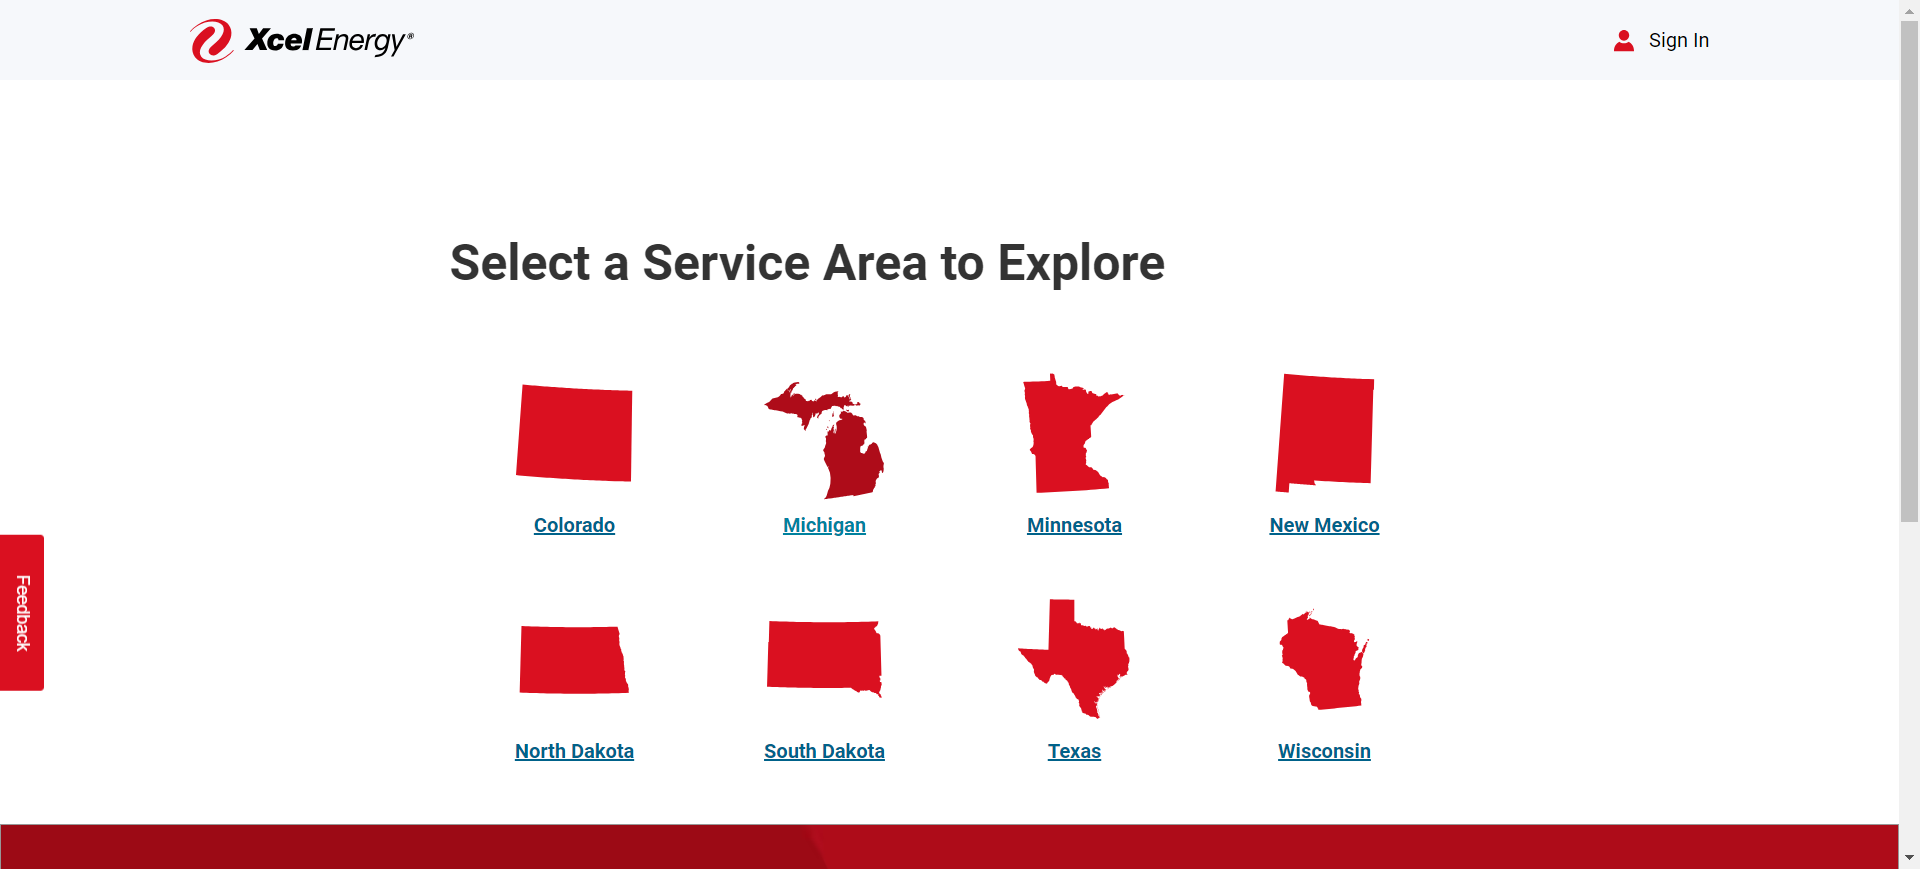 Xcel Energy®
Sign In
Select a Service Area to Explore
Colorado
Michigan
Minnesota
New Mexico
Feedback
North Dakota
South Dakota
Texas
Wisconsin